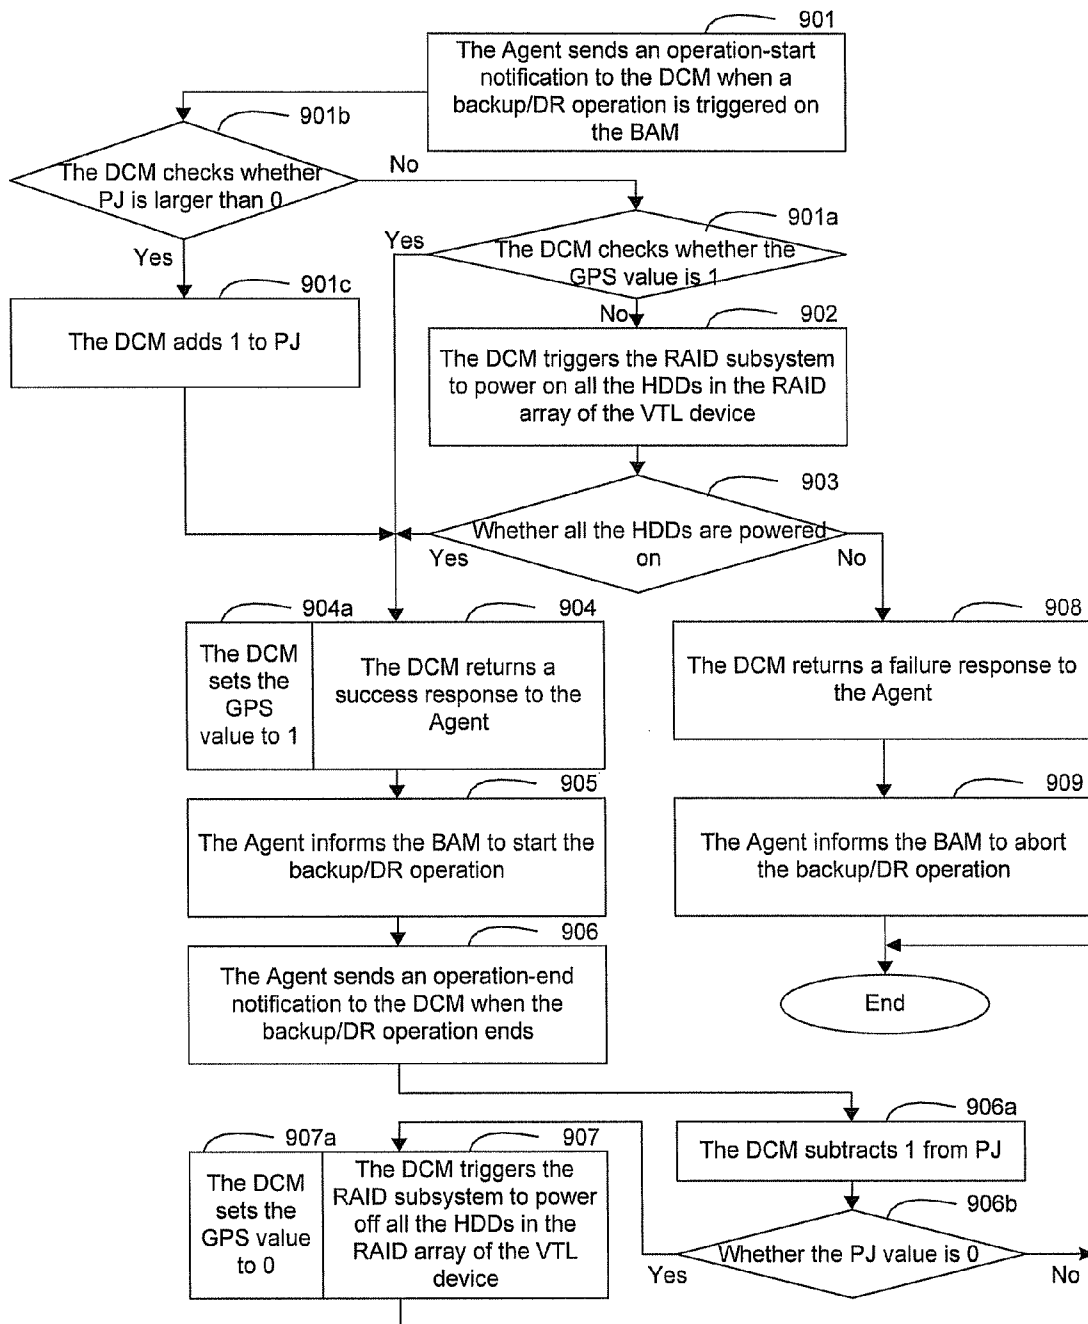 901
The Agent sends an operation-start
notification to the DCM when a
backup/DR operation is triggered on
the BAM
901b
The DCM checks whether
PJ is larger than 0
No
Yes
901a
The DCM checks whether the
GPS value is 1
Yes
No
901c
The DCM adds 1 to PJ
902
The DCM triggers the RAID subsystem
to power on all the HDDs in the RAID
array of the VTL device
903
Whether all the HDDs are powered
on
Yes
No
904a
The DCM
sets the
GPS
value to 1
904
The DCM returns a
success response to the
Agent
908
The DCM returns a failure response to
the Agent
905
The Agent informs the BAM to start the
backup/DR operation
909
The Agent informs the BAM to abort
the backup/DR operation
906
The Agent sends an operation-end
notification to the DCM when the
backup/DR operation ends
End
906a
The DCM subtracts 1 from PJ
906b
Whether the PJ value is 0
Yes
No
907a
The DCM
sets the
GPS value
to 0
907
The DCM triggers the
RAID subsystem to power
off all the HDDs in the
RAID array of the VTL
device